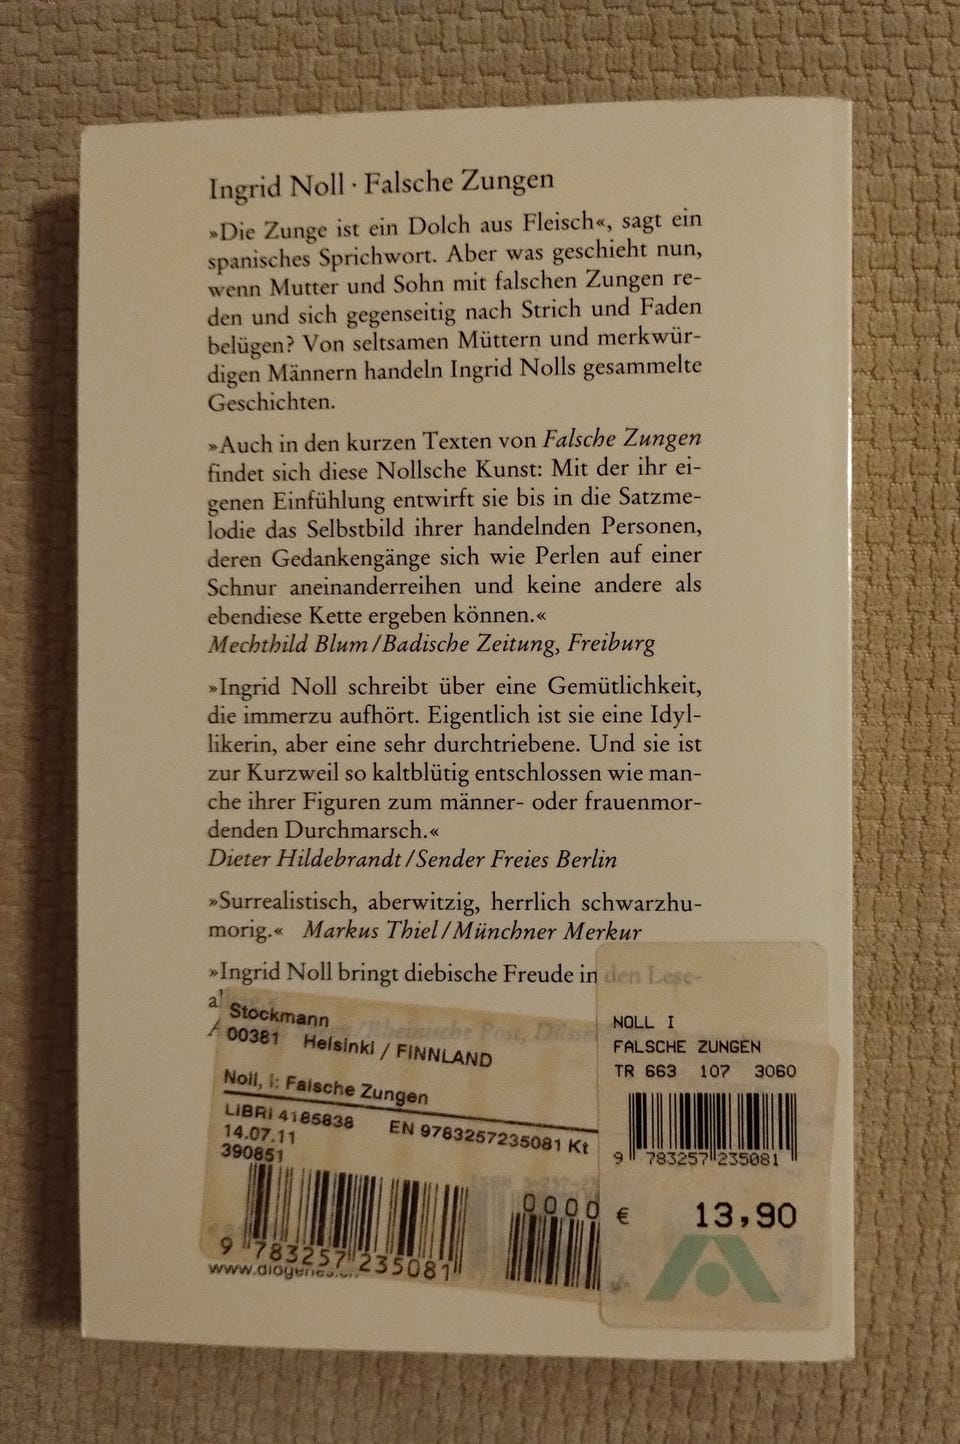 Ingrid Noll · Falsche Zungen
»Die Zunge ist ein Dolch aus Fleisch«, sagt ein
spanisches Sprichwort. Aber was geschieht nun,
wenn Mutter und Sohn mit falschen Zungen re-
den und sich gegenseitig nach Strich und Faden
belügen? Von seltsamen Müttern und merkwür-
digen Männern handeln Ingrid Nolls gesammelte
Geschichten.
»Auch in den kurzen Texten von Falsche Zungen
findet sich diese Nollsche Kunst: Mit der ihr ei-
genen Einfühlung entwirft sie bis in die Satzme-
lodie das Selbstbild ihrer handelnden Personen,
deren Gedankengänge sich wie Perlen auf einer
Schnur aneinanderreihen und keine andere als
ebendiese Kette ergeben können.«
Mechthild Blum/Badische Zeitung, Freiburg
»Ingrid Noll schreibt über eine Gemütlichkeit,
die immerzu aufhört. Eigentlich ist sie eine Idyl-
likerin, aber eine sehr durchtriebene. Und sie ist
zur Kurzweil so kaltblütig entschlossen wie man-
che ihrer Figuren zum männer- oder frauenmor-
denden Durchmarsch.«
Dieter Hildebrandt/Sender Freies Berlin
»Surrealistisch, aberwitzig, herrlich schwarzhu-
morig.« Markus Thiel/Münchner Merkur
»Ingrid Noll bringt diebische Freude in den Lese-
/Rheinische Post,
Stockmann
00381 Helsinki / FINNLAND
Noll, I: Falsche Zungen
LIBRI 4185838 EN 9783257235081 Kt
14.07.11
390851
9 783257 235081
0000
www.diogenes.ch
NOLL I
FALSCHE ZUNGEN
TR 663 107 3060
9 783257 235081
€ 13,90